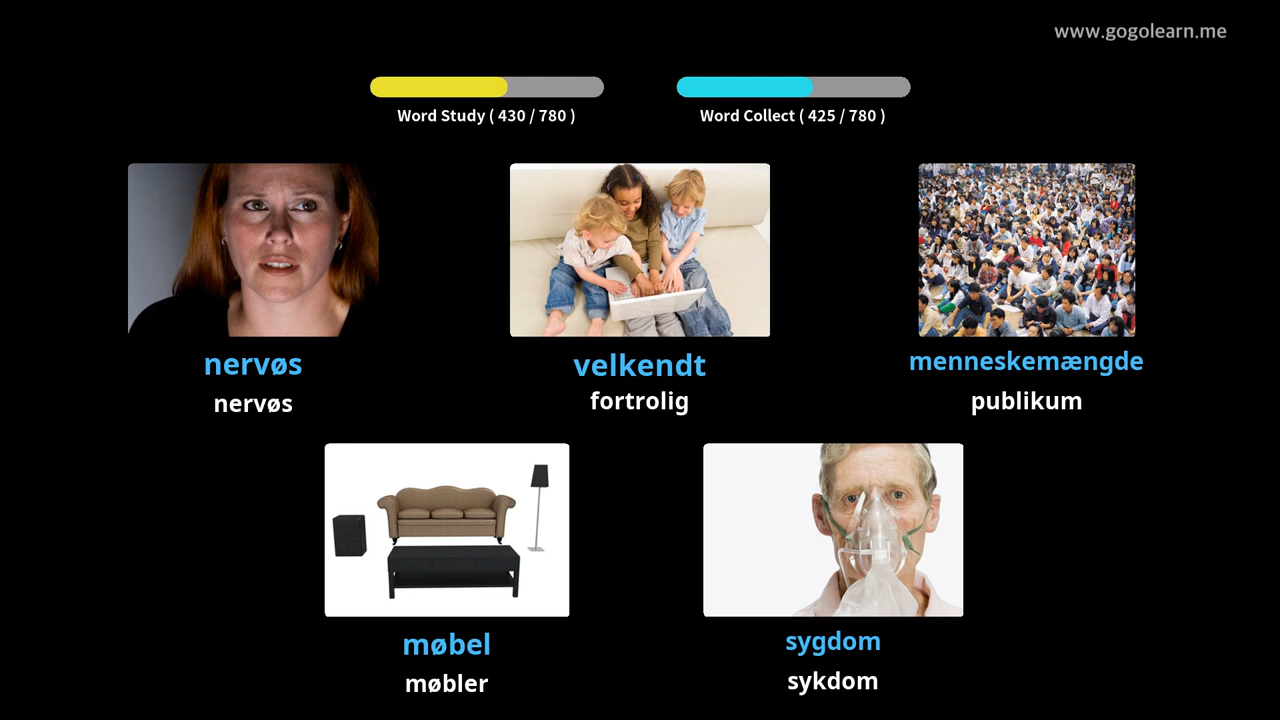 www.gogolearn.me
Word Study ( 430 / 780 )
Word Collect ( 425 / 780 )
nervøs
nervøs
velkendt
fortrolig
menneskemængde
publikum
møbel
møbler
sygdom
sykdom